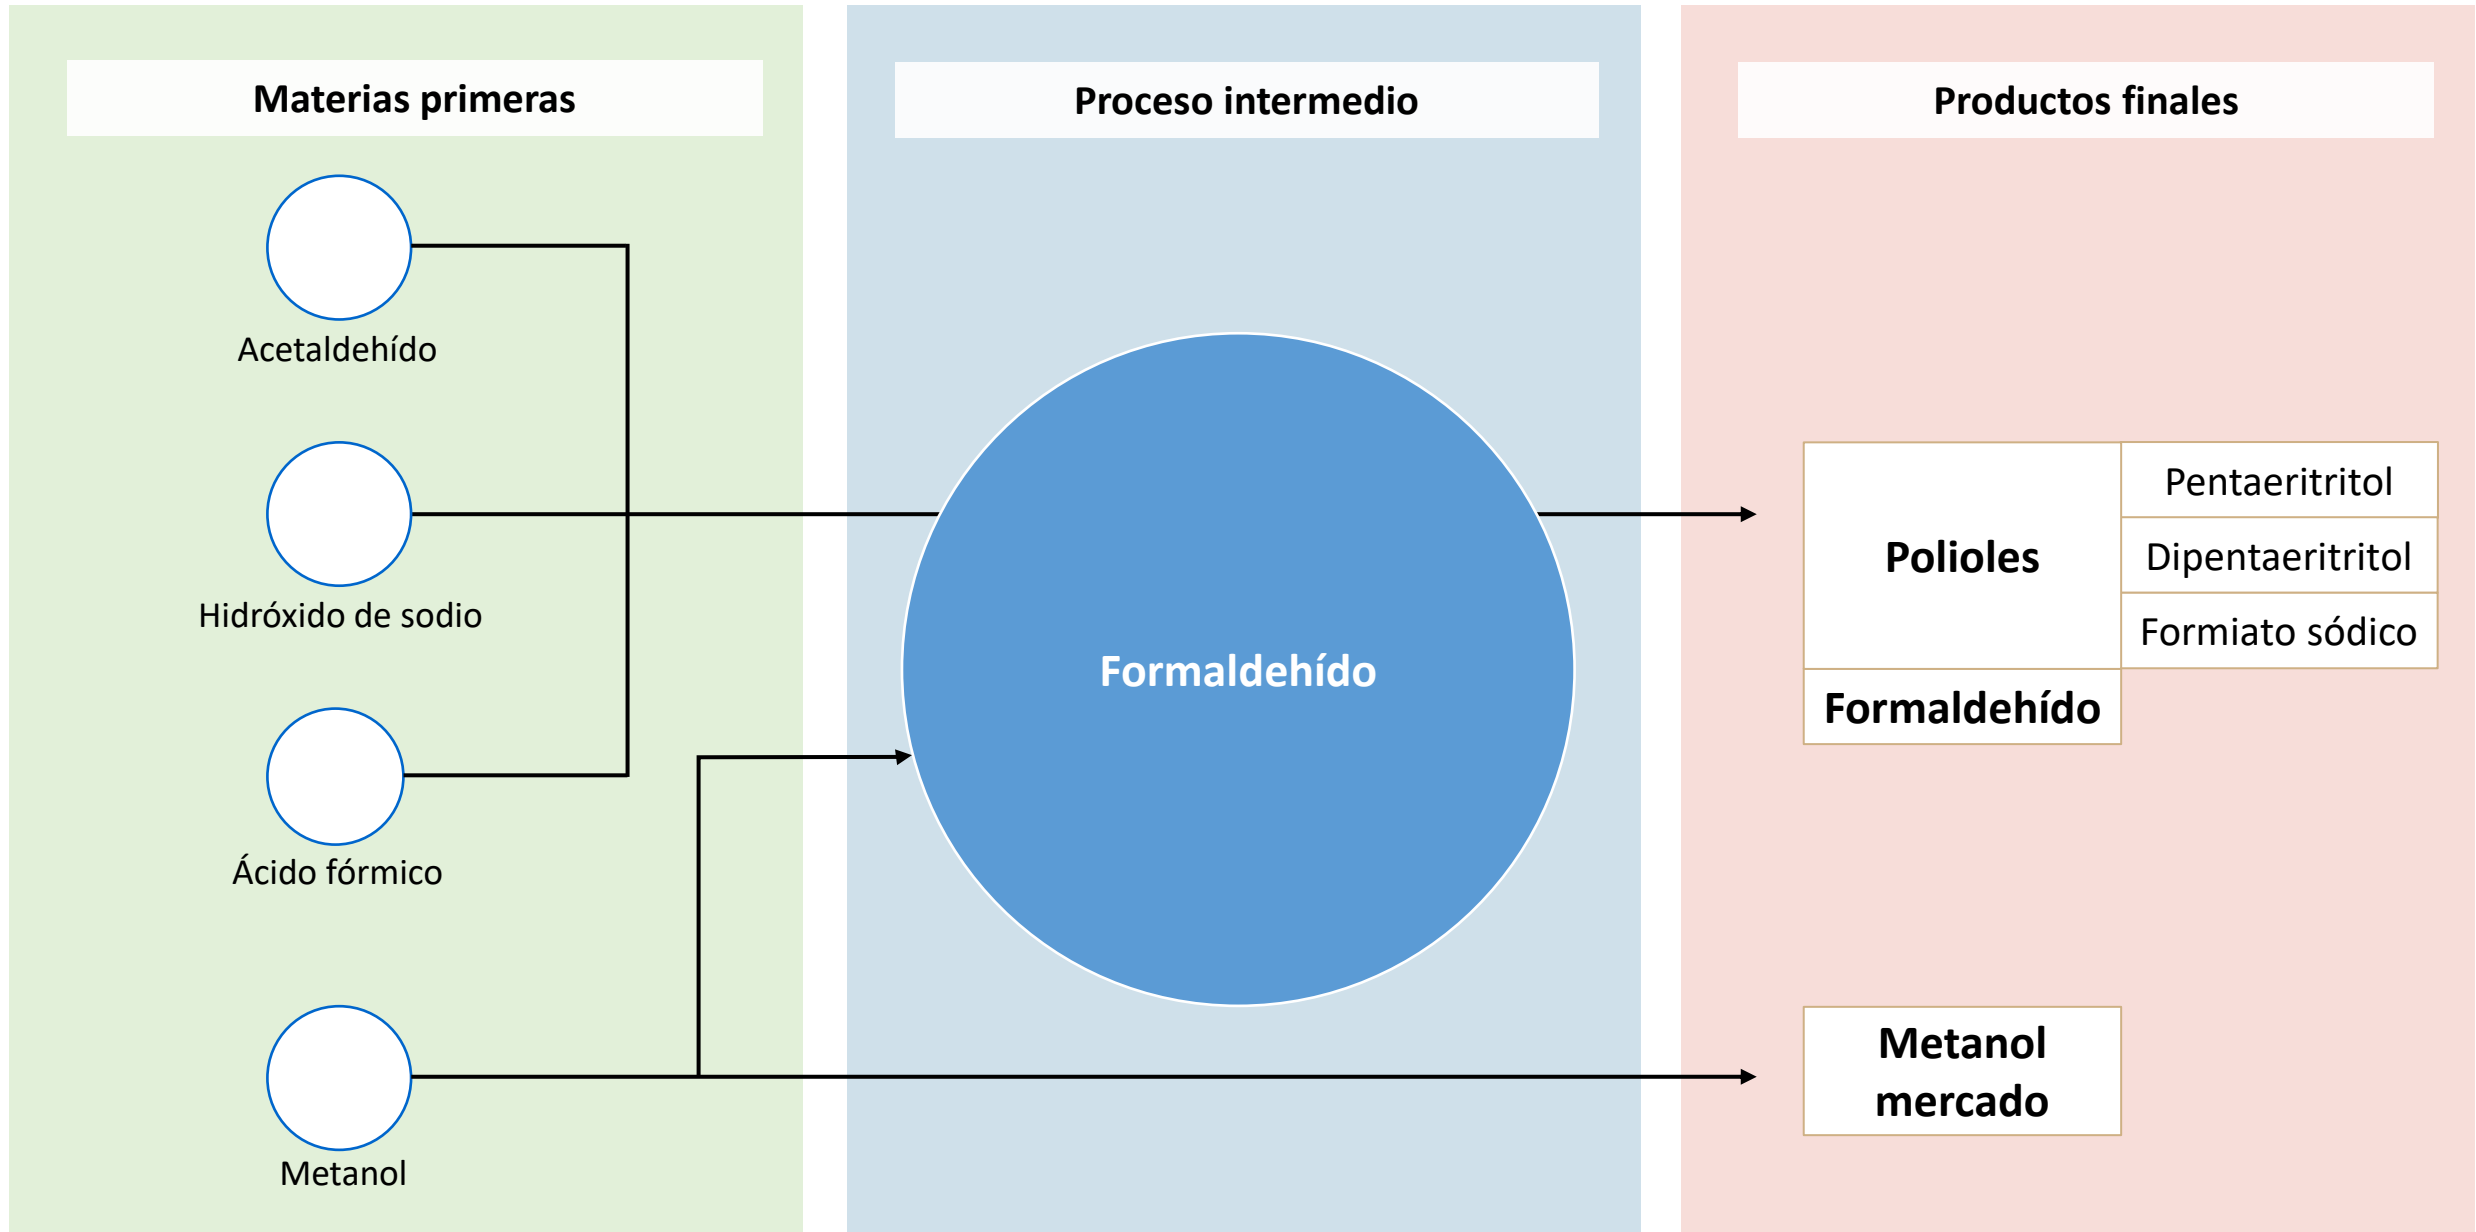 Materias primeras
Proceso intermedio
Productos finales
Acetaldehído
Hidróxido de sodio
Ácido fórmico
Metanol
Formaldehído
Polioles
Pentaeritritol
Dipentaeritritol
Formiato sódico
Formaldehído
Metanol
mercado